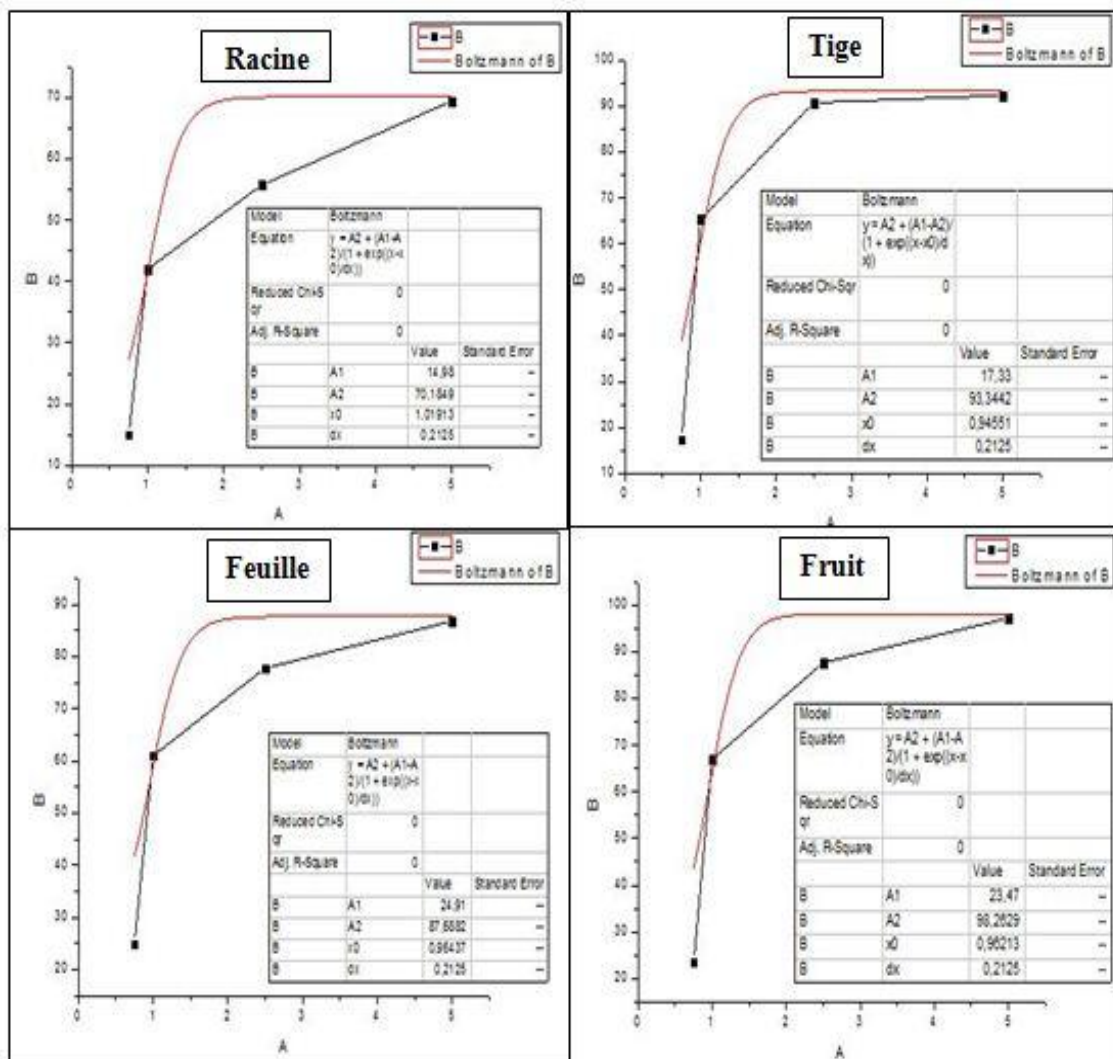 Racine
B
Boltzmann of B
70
60
50
40
30
20
10
B
0 1 2 3 4 5
A
Model Boltzmann
Equation y = A2 + (A1-A
2)/(1 + exp((x-x
0)/dx))
Reduced Chi-S
qr 0
Adj. R-Square 0
Value Standard Error
B A1 14,98 --
B A2 70,1849 --
B x0 1,01913 --
B dx 0,2125 --
Tige
B
Boltzmann of B
100
90
80
70
60
50
40
30
20
10
B
0 1 2 3 4 5
A
Model Boltzmann
Equation y = A2 + (A1-A2)/
(1 + exp((x-x0)/d
x))
Reduced Chi-Sqr 0
Adj. R-Square 0
Value Standard Error
B A1 17,33 --
B A2 93,3442 --
B x0 0,94551 --
B dx 0,2125 --
Feuille
B
Boltzmann of B
90
80
70
60
50
40
30
20
B
0 1 2 3 4 5
A
Model Boltzmann
Equation y = A2 + (A1-A
2)/(1 + exp((x-x
0)/dx))
Reduced Chi-S
qr 0
Adj. R-Square 0
Value Standard Error
B A1 24,91 --
B A2 --
B x0 0,96437 --
B dx 0,2125 --
Fruit
B
Boltzmann of B
100
90
80
70
60
50
40
30
20
B
0 1 2 3 4 5
A
Model Boltzmann
Equation y = A2 + (A1-A
2)/(1 + exp((x-x
0)/dx))
Reduced Chi-S
qr 0
Adj. R-Square 0
Value Standard Error
B A1 23,47 --
B A2 98,2629 --
B x0 0,96213 --
B dx 0,2125 --